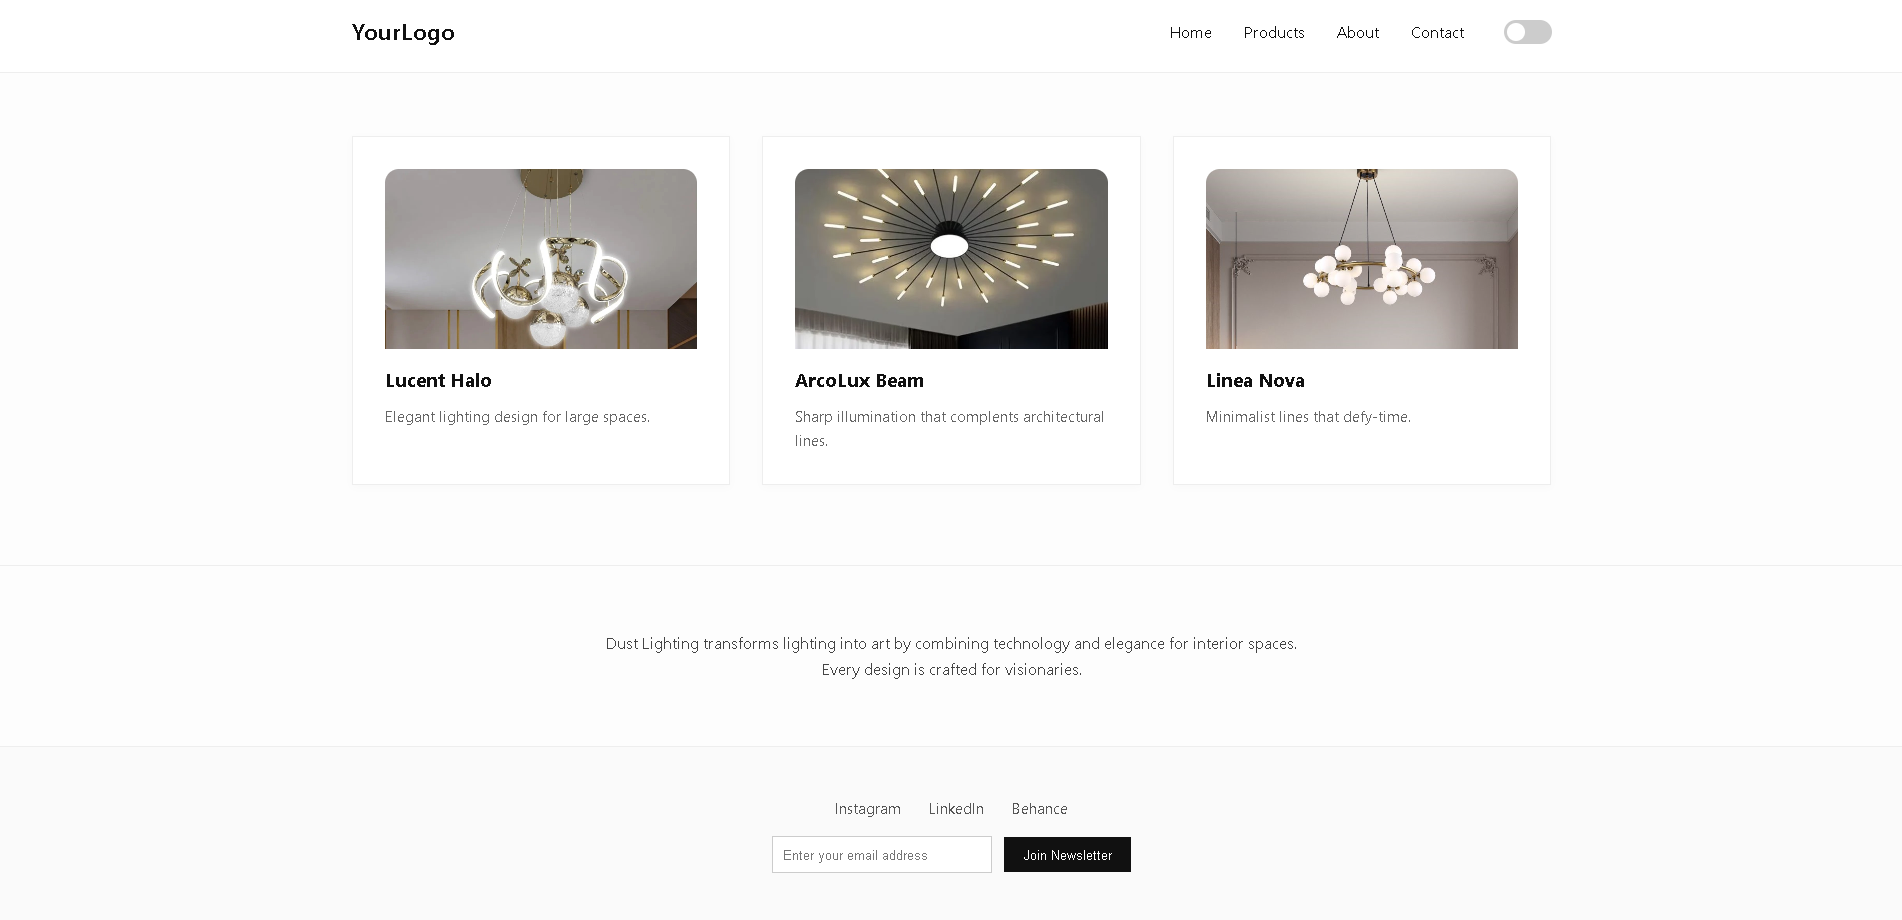 YourLogo
Home Products About Contact
Lucent Halo
Elegant lighting design for large spaces.
ArcoLux Beam
Sharp illumination that complents architectural
lines.
Linea Nova
Minimalist lines that defy-time.
Dust Lighting transforms lighting into art by combining technology and elegance for interior spaces.
Every design is crafted for visionaries.
Instagram LinkedIn Behance
Enter your email address
Join Newsletter